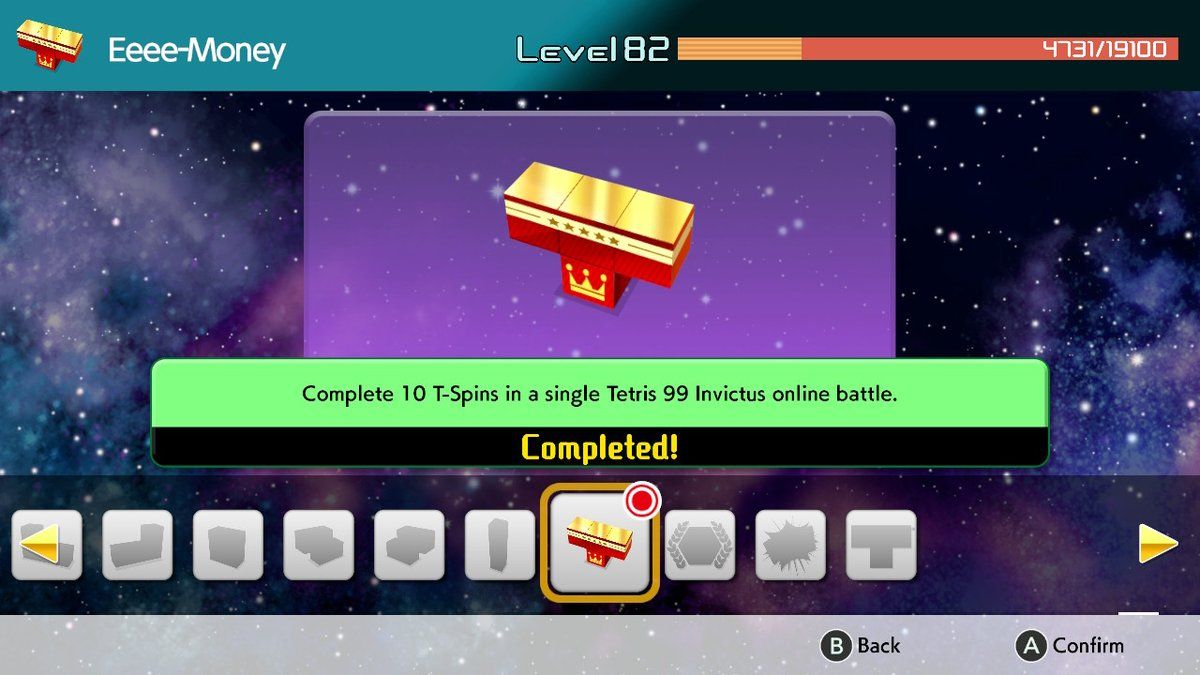 Eeee-Money
Level 82
4731/19100
Complete 10 T-Spins in a single Tetris 99 Invictus online battle.
Completed!
B Back
A Confirm